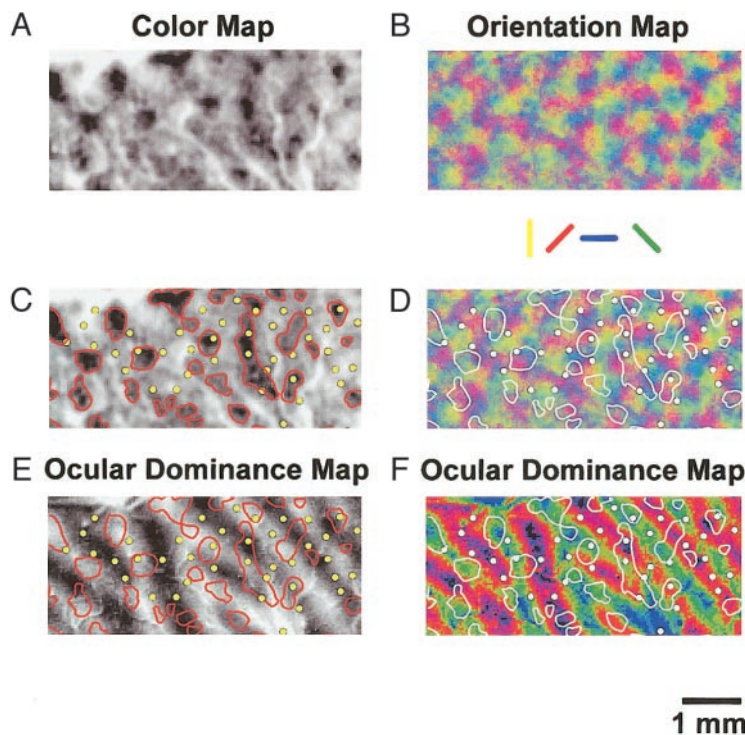 A Color Map
B Orientation Map
C
D
E Ocular Dominance Map
F Ocular Dominance Map
1 mm